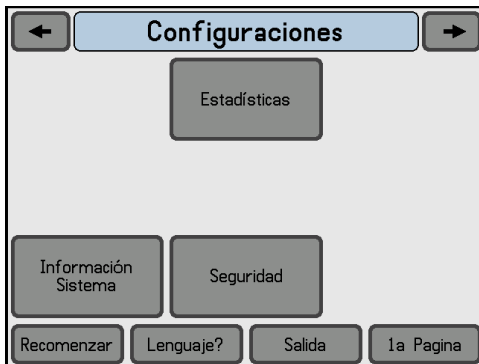 Configuraciones
Estadísticas
Información
Sistema
Seguridad
Recomenzar
Lenguaje?
Salida
1a Pagina